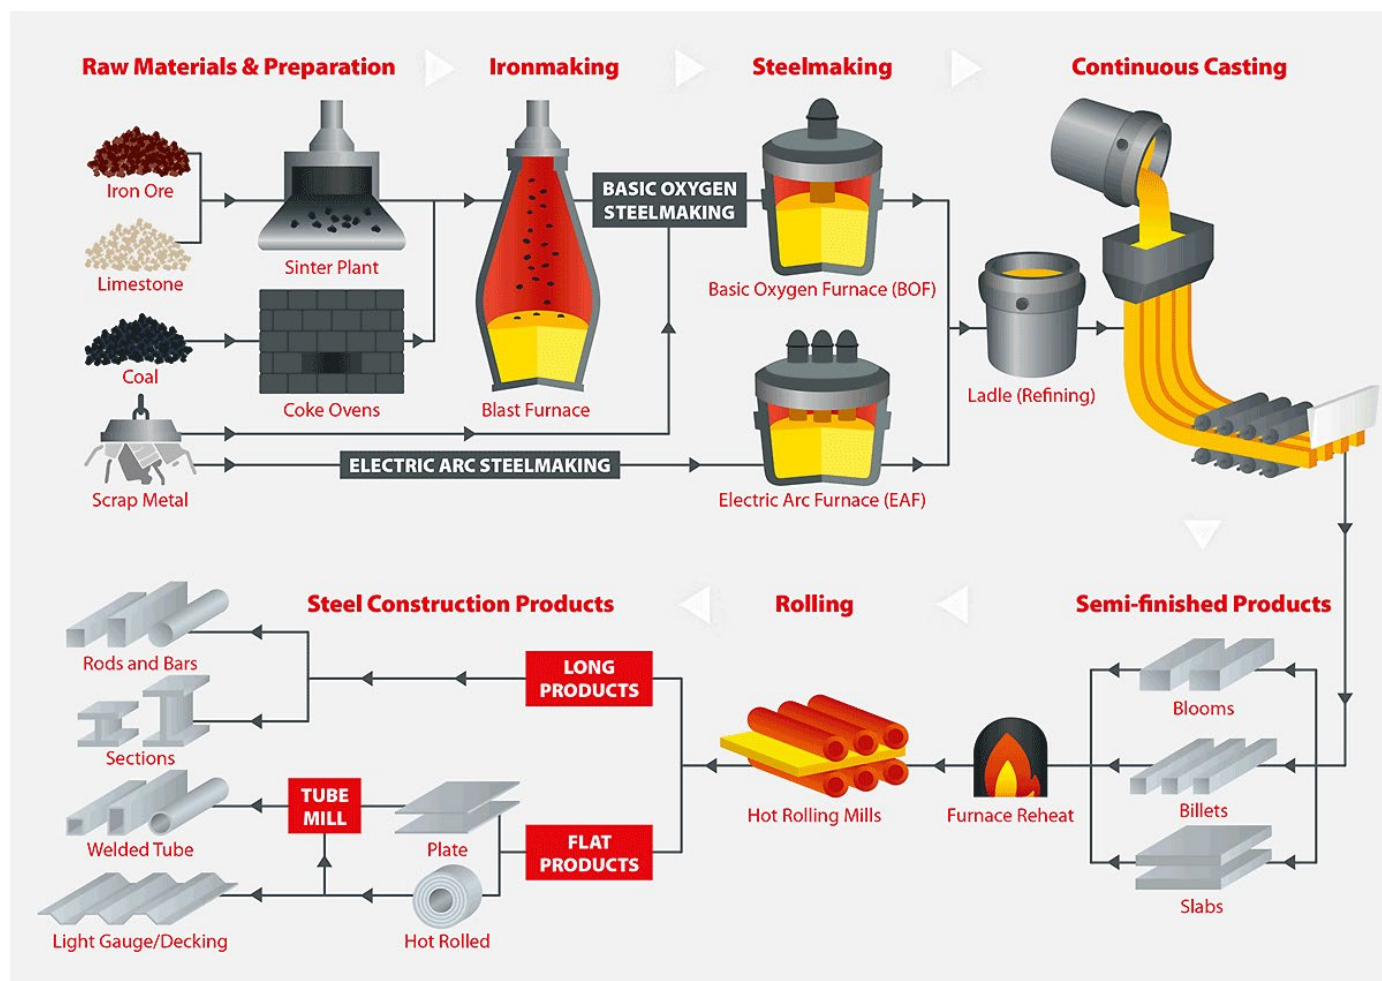 Raw Materials & Preparation
Ironmaking
Steelmaking
Continuous Casting
Iron Ore
Limestone
Coal
Scrap Metal
Sinter Plant
Coke Ovens
Blast Furnace
BASIC OXYGEN
STEELMAKING
ELECTRIC ARC STEELMAKING
Basic Oxygen Furnace (BOF)
Electric Arc Furnace (EAF)
Ladle (Refining)
Semi-finished Products
Rolling
Steel Construction Products
Blooms
Billets
Slabs
Furnace Reheat
Hot Rolling Mills
LONG
PRODUCTS
FLAT
PRODUCTS
Rods and Bars
Sections
TUBE
MILL
Plate
Welded Tube
Hot Rolled
Light Gauge/Decking